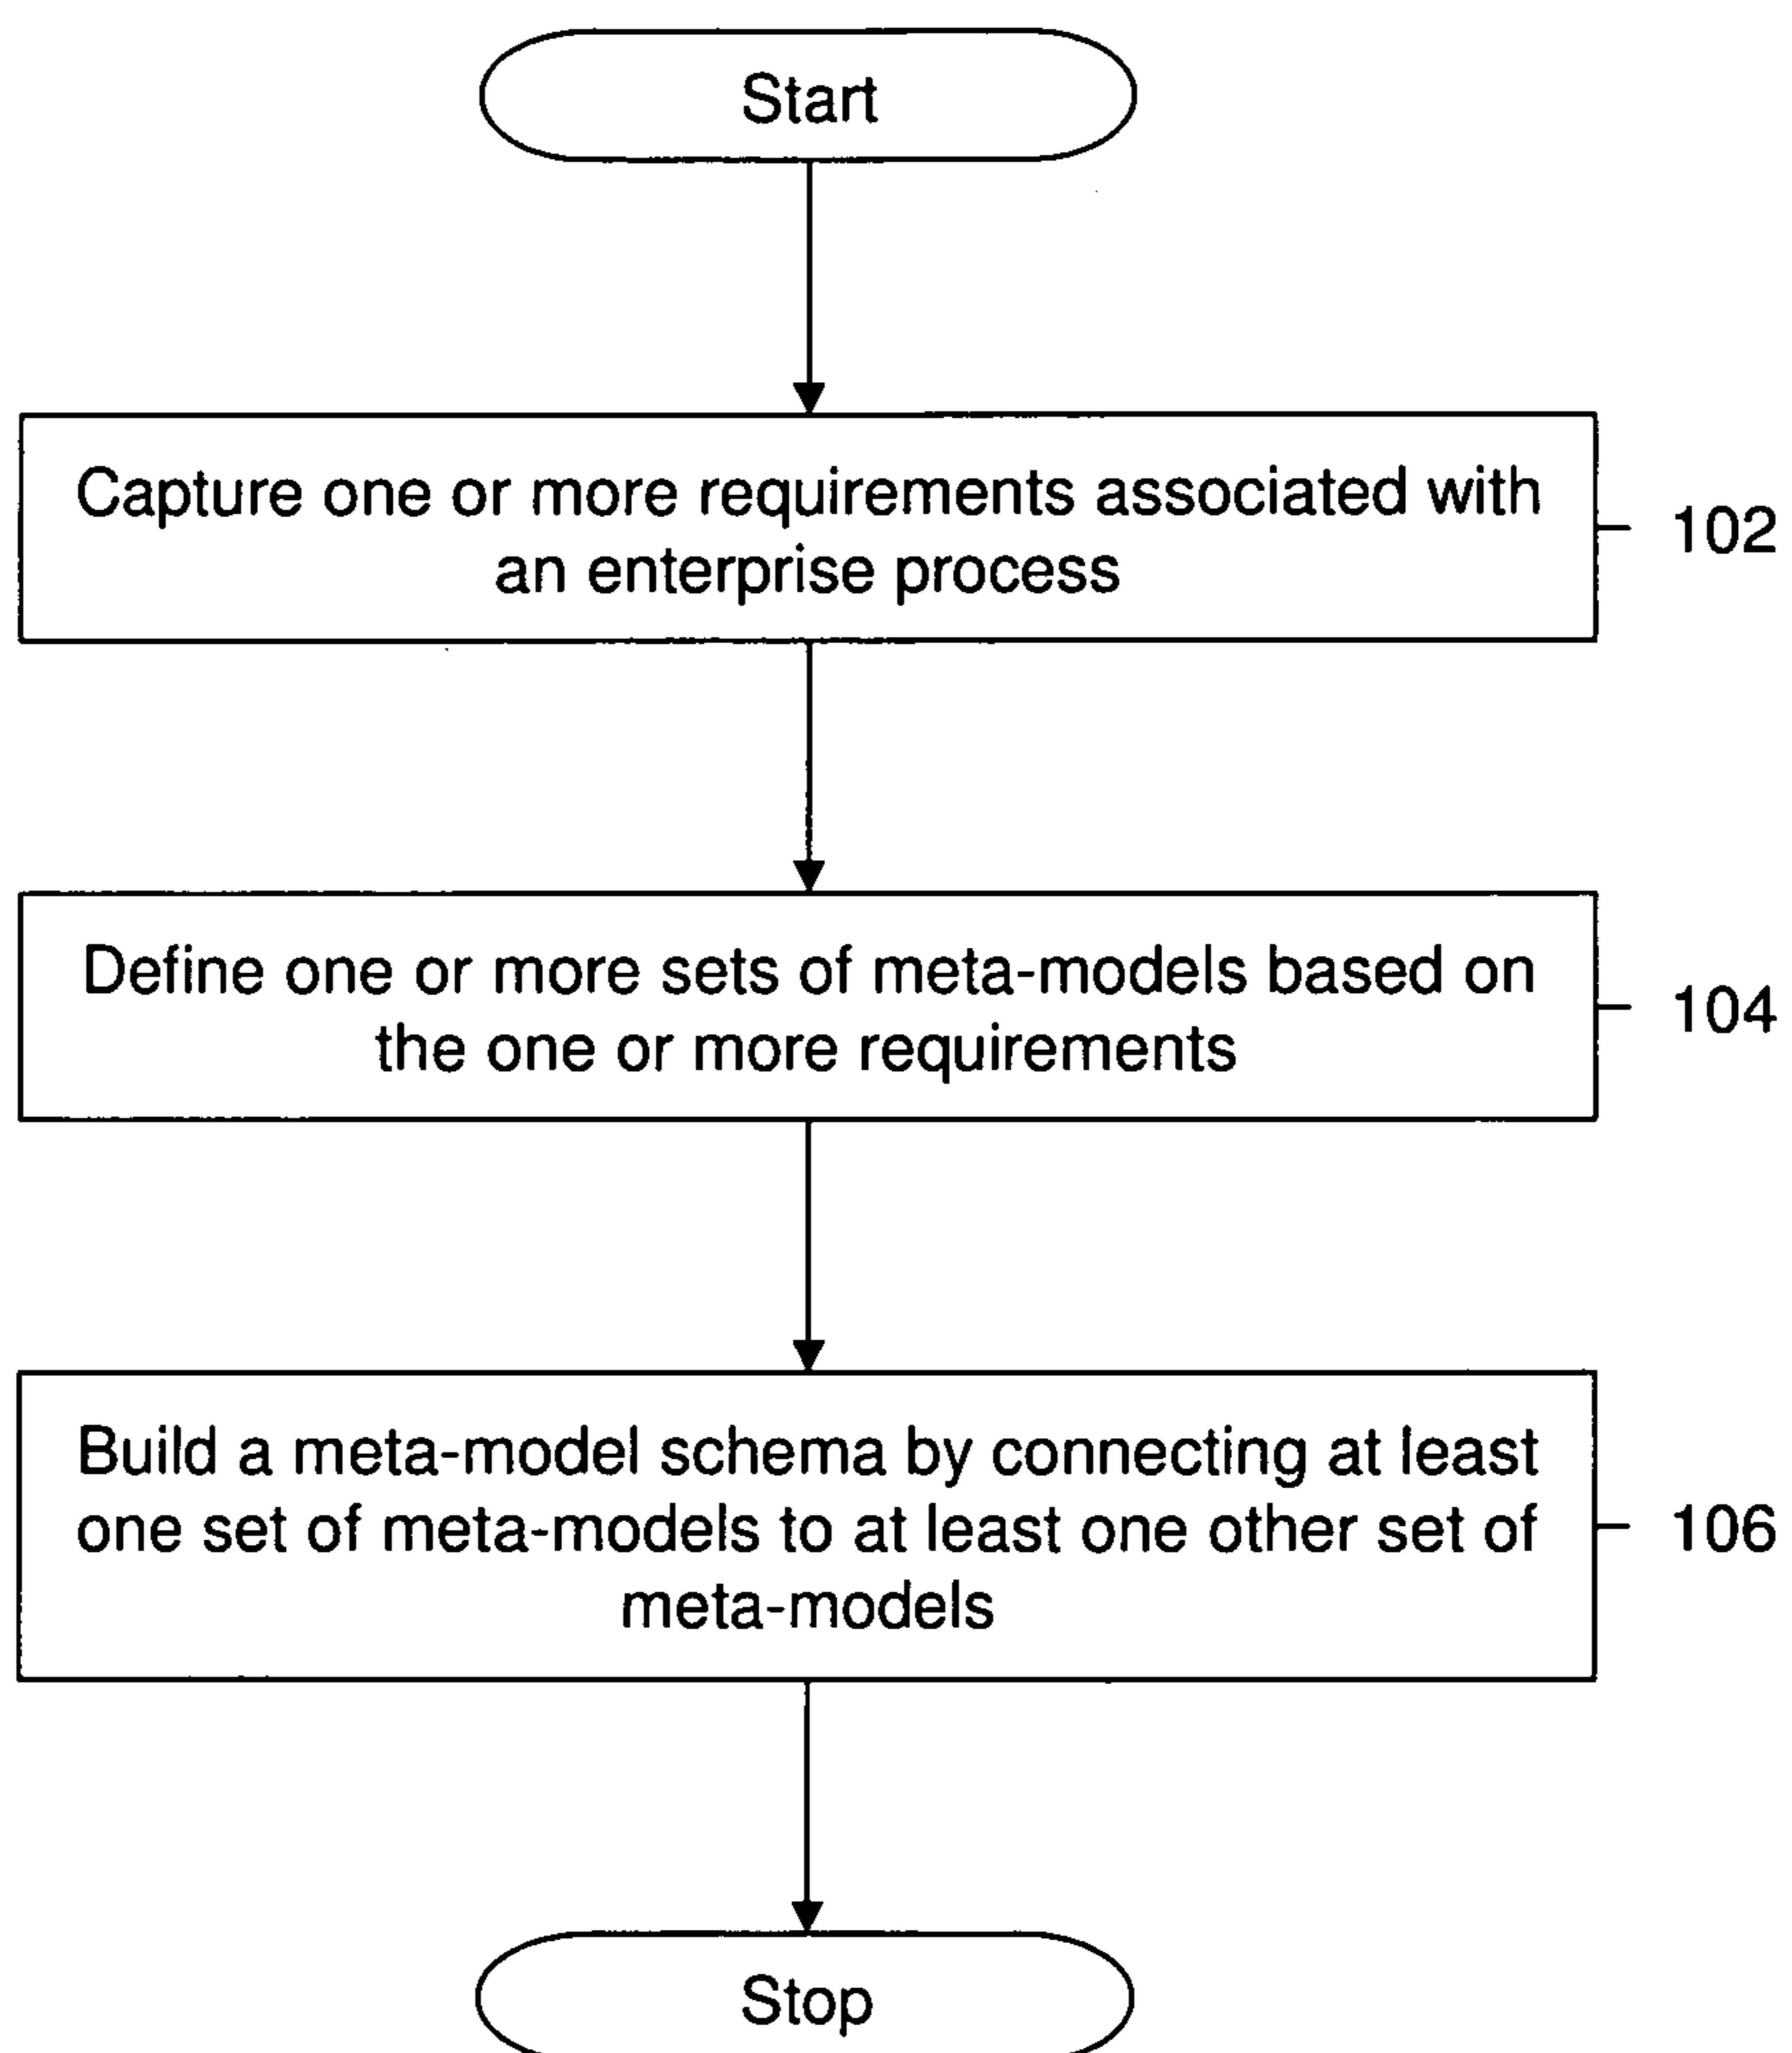 Start
Capture one or more requirements associated with
an enterprise process
102
Define one or more sets of meta-models based on
the one or more requirements
104
Build a meta-model schema by connecting at least
one set of meta-models to at least one other set of
meta-models
106
Stop